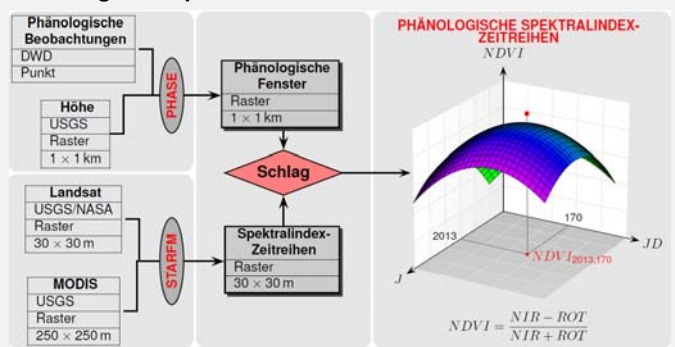 Phänologische
Beobachtungen
DWD
Punkt
Höhe
USGS
Raster
1 × 1 km
PHASE
Landsat
USGS/NASA
Raster
30 × 30 m
MODIS
USGS
Raster
250 × 250 m
STARFM
Phänologische
Fenster
Raster
1 × 1 km
Schlag
Spektralindex-
Zeitreihen
Raster
30 × 30 m
PHÄNOLOGISCHE SPEKTRALINDEX-
ZEITREIHEN
NDVI
2013
170
J
JD
NDVI2013,170
NDVI = NIR − ROT
NIR + ROT